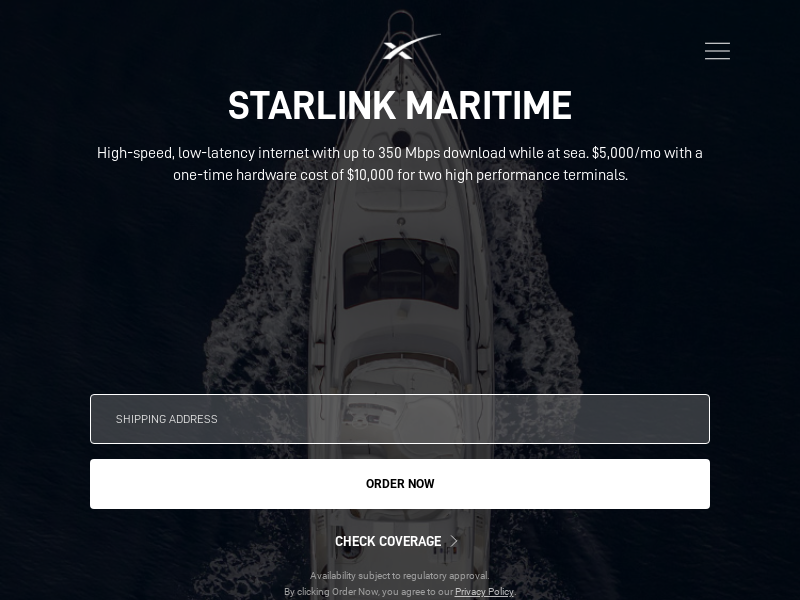 STARLINK MARITIME
High-speed, low-latency internet with up to 350 Mbps download while at sea. $5,000/mo with a
one-time hardware cost of $10,000 for two high performance terminals.
SHIPPING ADDRESS
ORDER NOW
CHECK COVERAGE
Availability subject to regulatory approval.
By clicking Order Now, you agree to our Privacy Policy.